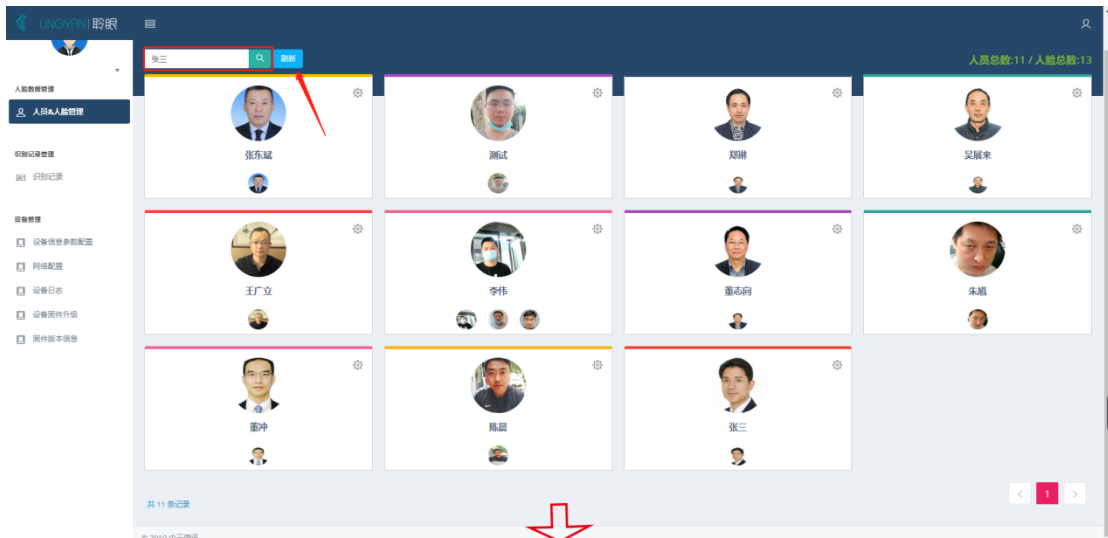 LINGYAN|聆眼
张三
刷新
人员总数:11 / 人脸总数:13
人脸数据管理
人员&人脸管理
识别记录管理
识别记录
设备管理
设备信息参数配置
网络配置
设备日志
设备固件升级
固件版本信息
张东斌
测试
郑琳
吴展来
王广立
李伟
董志向
朱旭
董冲
陈晨
张三
共 11 条记录
1
© 2019